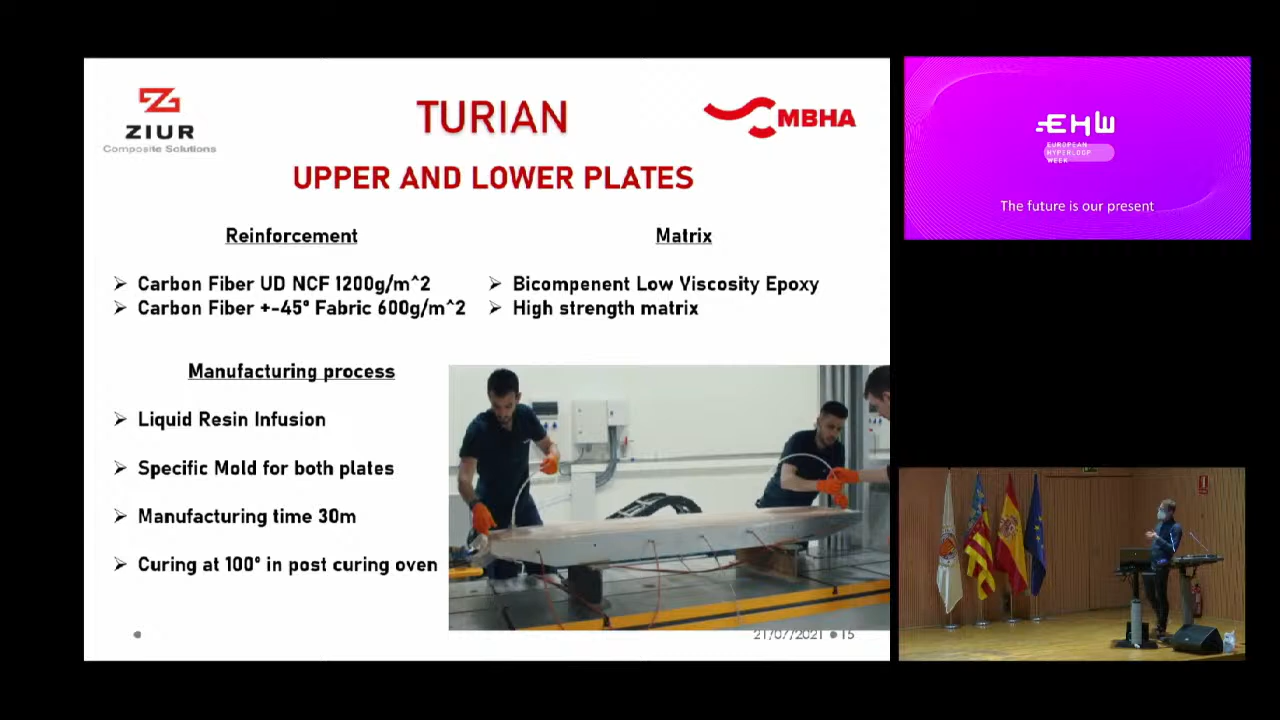 ZIUR
Composite Solutions
TURIAN
MBHA
UPPER AND LOWER PLATES
Reinforcement
➢ Carbon Fiber UD NCF 1200g/m^2
➢ Carbon Fiber +-45° Fabric 600g/m^2
Matrix
➢ Bicompenent Low Viscosity Epoxy
➢ High strength matrix
Manufacturing process
➢ Liquid Resin Infusion
➢ Specific Mold for both plates
➢ Manufacturing time 30m
➢ Curing at 100° in post curing oven
21/07/2021 ● 15
EHW
EUROPEAN
HYPERLOOP
WEEK
The future is our present